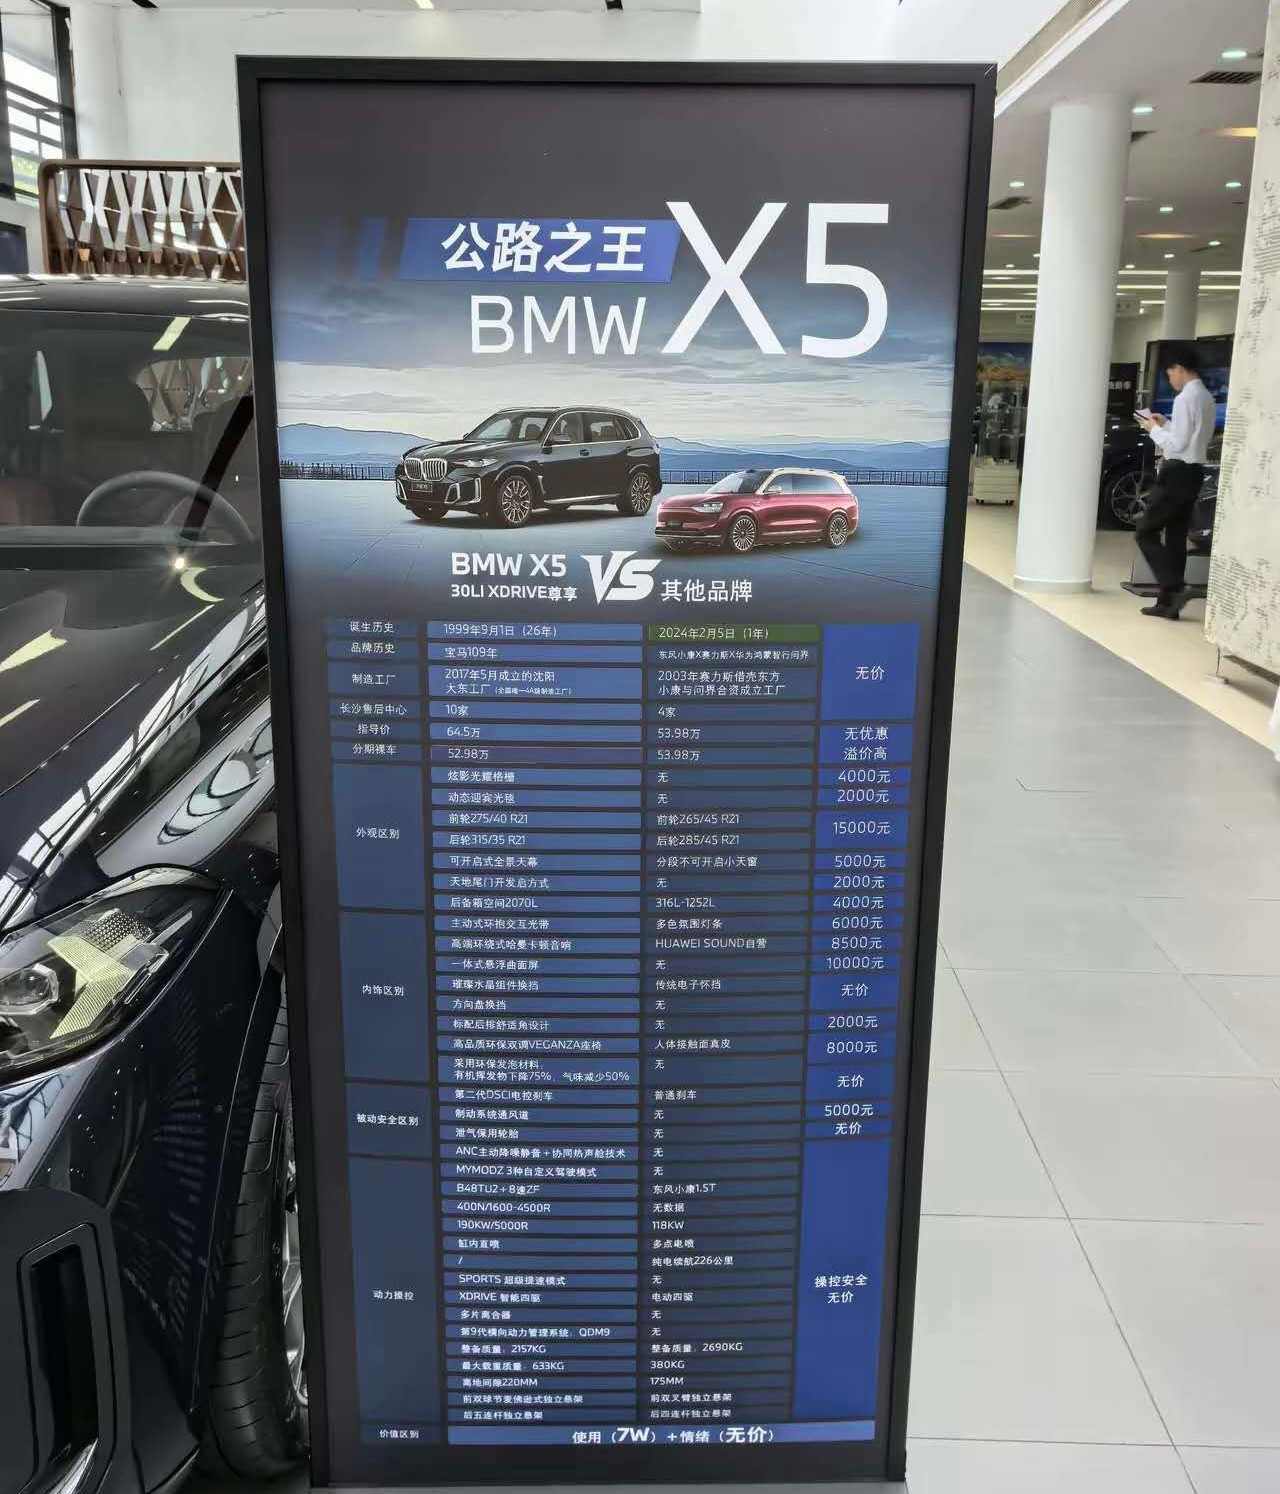 公路之王
X5
BMW
BMW X5
30LI XDRIVE尊享
VS
其他品牌
诞生历史 1999年9月1日（26年） 2024年2月5日（1年）
品牌历史 宝马109年 东风小康X赛力斯X华为鸿蒙智行问界
无价
制造工厂 2017年5月成立的沈阳 2003年赛力斯借壳东方
大东工厂（全国唯一4A级制造工厂） 小康与问界合资成立工厂
长沙售后中心 10家 4家
指导价 64.5万 53.98万 无优惠
分期裸车 52.98万 53.98万 溢价高
外观区别
炫影光耀格栅 无 4000元
动态迎宾光毯 无 2000元
前轮275/40 R21 前轮265/45 R21
15000元
后轮315/35 R21 后轮285/45 R21
可开启式全景天幕 分段不可开启小天窗 5000元
天地尾门开发启方式 无 2000元
后备箱空间2070L 316L-1252L 4000元
内饰区别
主动式环抱交互光带 多色氛围灯条 6000元
高端环绕式哈曼卡顿音响 HUAWEI SOUND自营 8500元
一体式悬浮曲面屏 无 10000元
璀璨水晶组件换挡 传统电子怀挡
无价
方向盘换挡 无
标配后排舒适角设计 无 2000元
高品质环保双调VEGANZA座椅 人体接触面真皮 8000元
采用环保发泡材料， 无
有机挥发物下降75%，气味减少50%
无价
被动安全区别
第二代DSCI电控刹车 普通刹车
制动系统通风道 无 5000元
泄气保用轮胎 无 无价
ANC主动降噪静音+协同热声舱技术 无
动力操控
MYMODZ 3种自定义驾驶模式 无
B48TU2+8速ZF 东风小康1.5T
400N/1600-4500R 无数据
190KW/5000R 118KW
缸内直喷 多点电喷
/ 纯电续航226公里
SPORTS 超级提速模式 无
操控安全
无价
XDRIVE 智能四驱 电动四驱
多片离合器 无
第9代横向动力管理系统：QDM9 无
整备质量：2157KG 整备质量：2690KG
最大载重质量：633KG 380KG
离地间隙220MM 175MM
前双球节麦佛逊式独立悬架 前双叉臂独立悬架
后五连杆独立悬架 后四连杆独立悬架
价值区别 使用（7W）+情绪（无价）